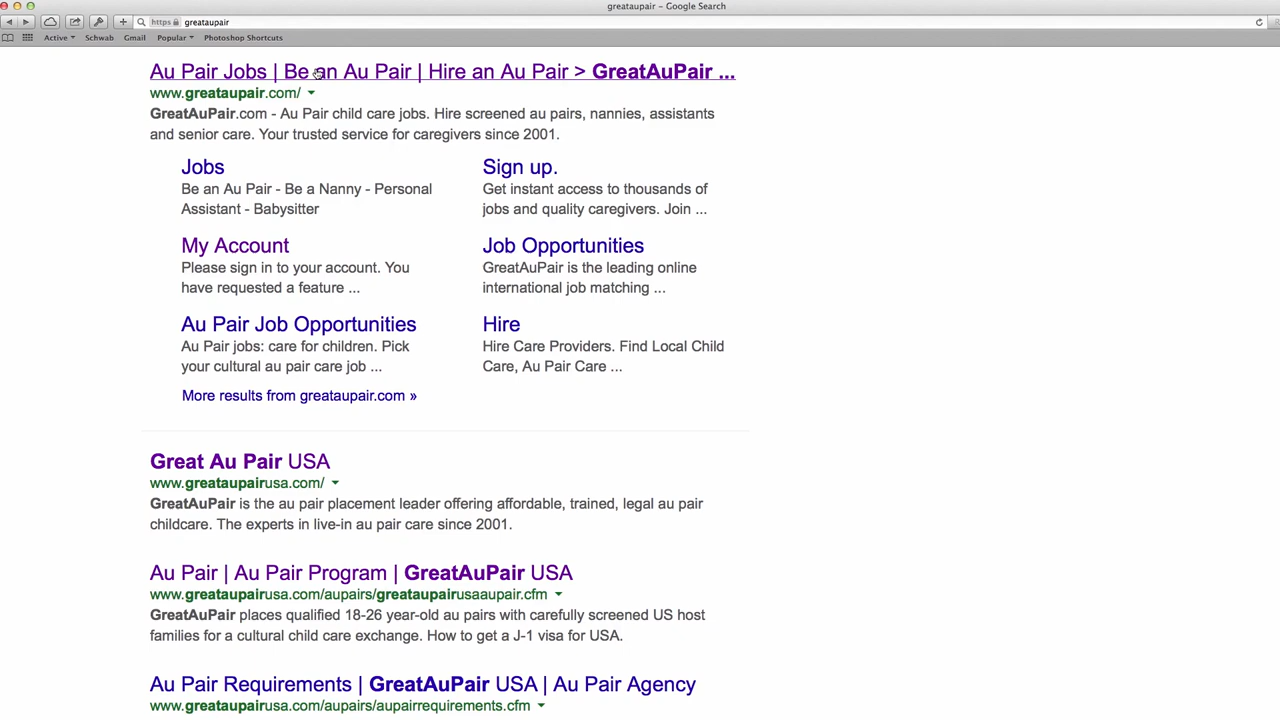 greataupair – Google Search
https greataupair
Active Schwab Gmail Popular Photoshop Shortcuts
Au Pair Jobs | Be an Au Pair | Hire an Au Pair > GreatAuPair ...
www.greataupair.com/
GreatAuPair.com - Au Pair child care jobs. Hire screened au pairs, nannies, assistants
and senior care. Your trusted service for caregivers since 2001.
Jobs
Be an Au Pair - Be a Nanny - Personal
Assistant - Babysitter
Sign up.
Get instant access to thousands of
jobs and quality caregivers. Join ...
My Account
Please sign in to your account. You
have requested a feature ...
Job Opportunities
GreatAuPair is the leading online
international job matching ...
Au Pair Job Opportunities
Au Pair jobs: care for children. Pick
your cultural au pair care job ...
Hire
Hire Care Providers. Find Local Child
Care, Au Pair Care ...
More results from greataupair.com »
Great Au Pair USA
www.greataupairusa.com/
GreatAuPair is the au pair placement leader offering affordable, trained, legal au pair
childcare. The experts in live-in au pair care since 2001.
Au Pair | Au Pair Program | GreatAuPair USA
www.greataupairusa.com/aupairs/greataupairusaaupair.cfm
GreatAuPair places qualified 18-26 year-old au pairs with carefully screened US host
families for a cultural child care exchange. How to get a J-1 visa for USA.
Au Pair Requirements | GreatAuPair USA | Au Pair Agency
www.greataupairusa.com/aupairs/aupairrequirements.cfm